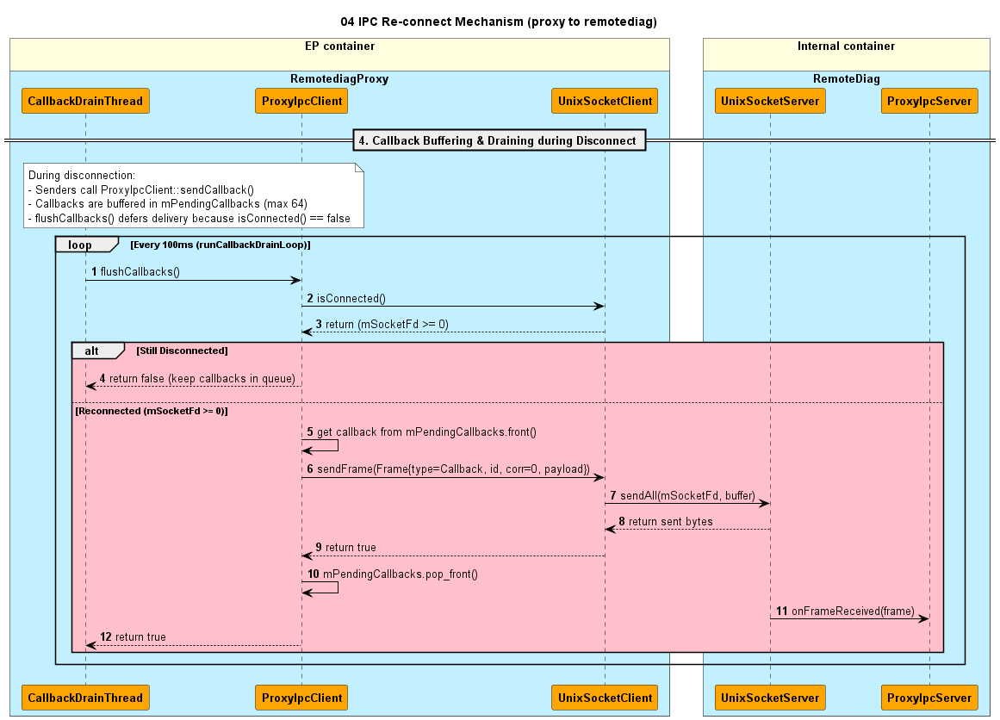 04 IPC Re-connect Mechanism (proxy to remotediag)
EP container
Internal container
RemotediagProxy
RemoteDiag
CallbackDrainThread
ProxyIpcClient
UnixSocketClient
UnixSocketServer
ProxyIpcServer
4. Callback Buffering & Draining during Disconnect
During disconnection:
- Senders call ProxyIpcClient::sendCallback()
- Callbacks are buffered in mPendingCallbacks (max 64)
- flushCallbacks() defers delivery because isConnected() == false
loop [Every 100ms (runCallbackDrainLoop)]
1 flushCallbacks()
2 isConnected()
3 return (mSocketFd >= 0)
alt [Still Disconnected]
4 return false (keep callbacks in queue)
[Reconnected (mSocketFd >= 0)]
5 get callback from mPendingCallbacks.front()
6 sendFrame(Frame{type=Callback, id, corr=0, payload})
7 sendAll(mSocketFd, buffer)
8 return sent bytes
9 return true
10 mPendingCallbacks.pop_front()
11 onFrameReceived(frame)
12 return true
CallbackDrainThread
ProxyIpcClient
UnixSocketClient
UnixSocketServer
ProxyIpcServer